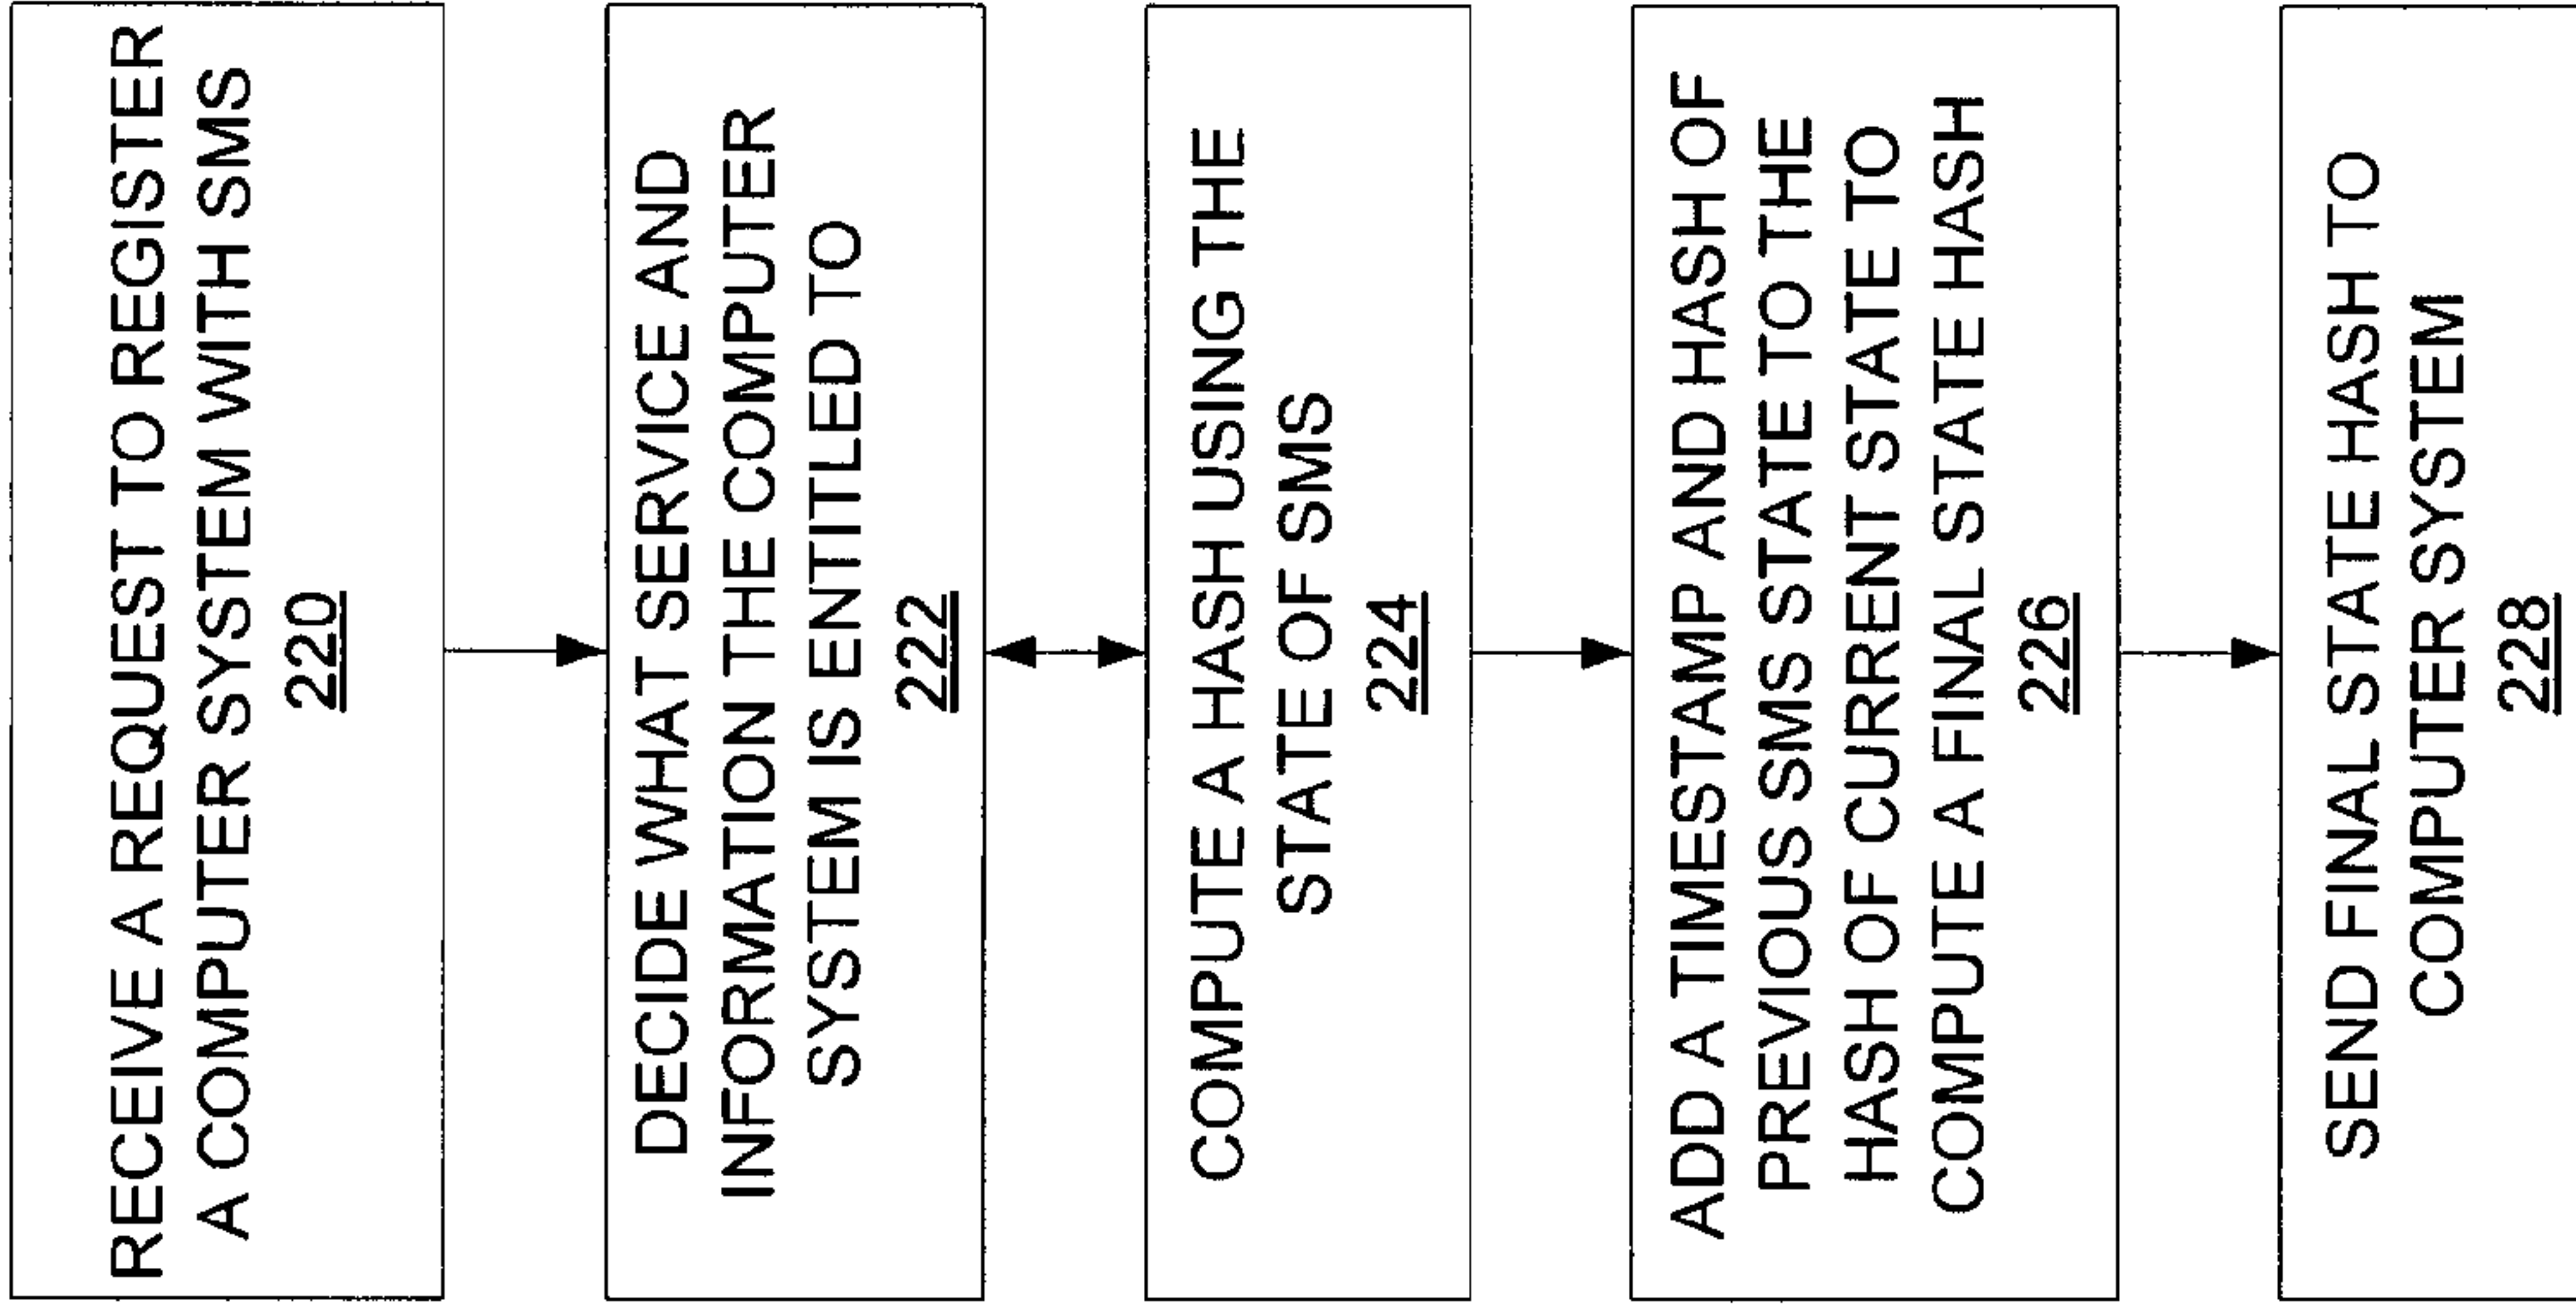 RECEIVE A REQUEST TO REGISTER
A COMPUTER SYSTEM WITH SMS
220
DECIDE WHAT SERVICE AND
INFORMATION THE COMPUTER
SYSTEM IS ENTITLED TO
222
COMPUTE A HASH USING THE
STATE OF SMS
224
ADD A TIMESTAMP AND HASH OF
PREVIOUS SMS STATE TO THE
HASH OF CURRENT STATE TO
COMPUTE A FINAL STATE HASH
226
SEND FINAL STATE HASH TO
COMPUTER SYSTEM
228